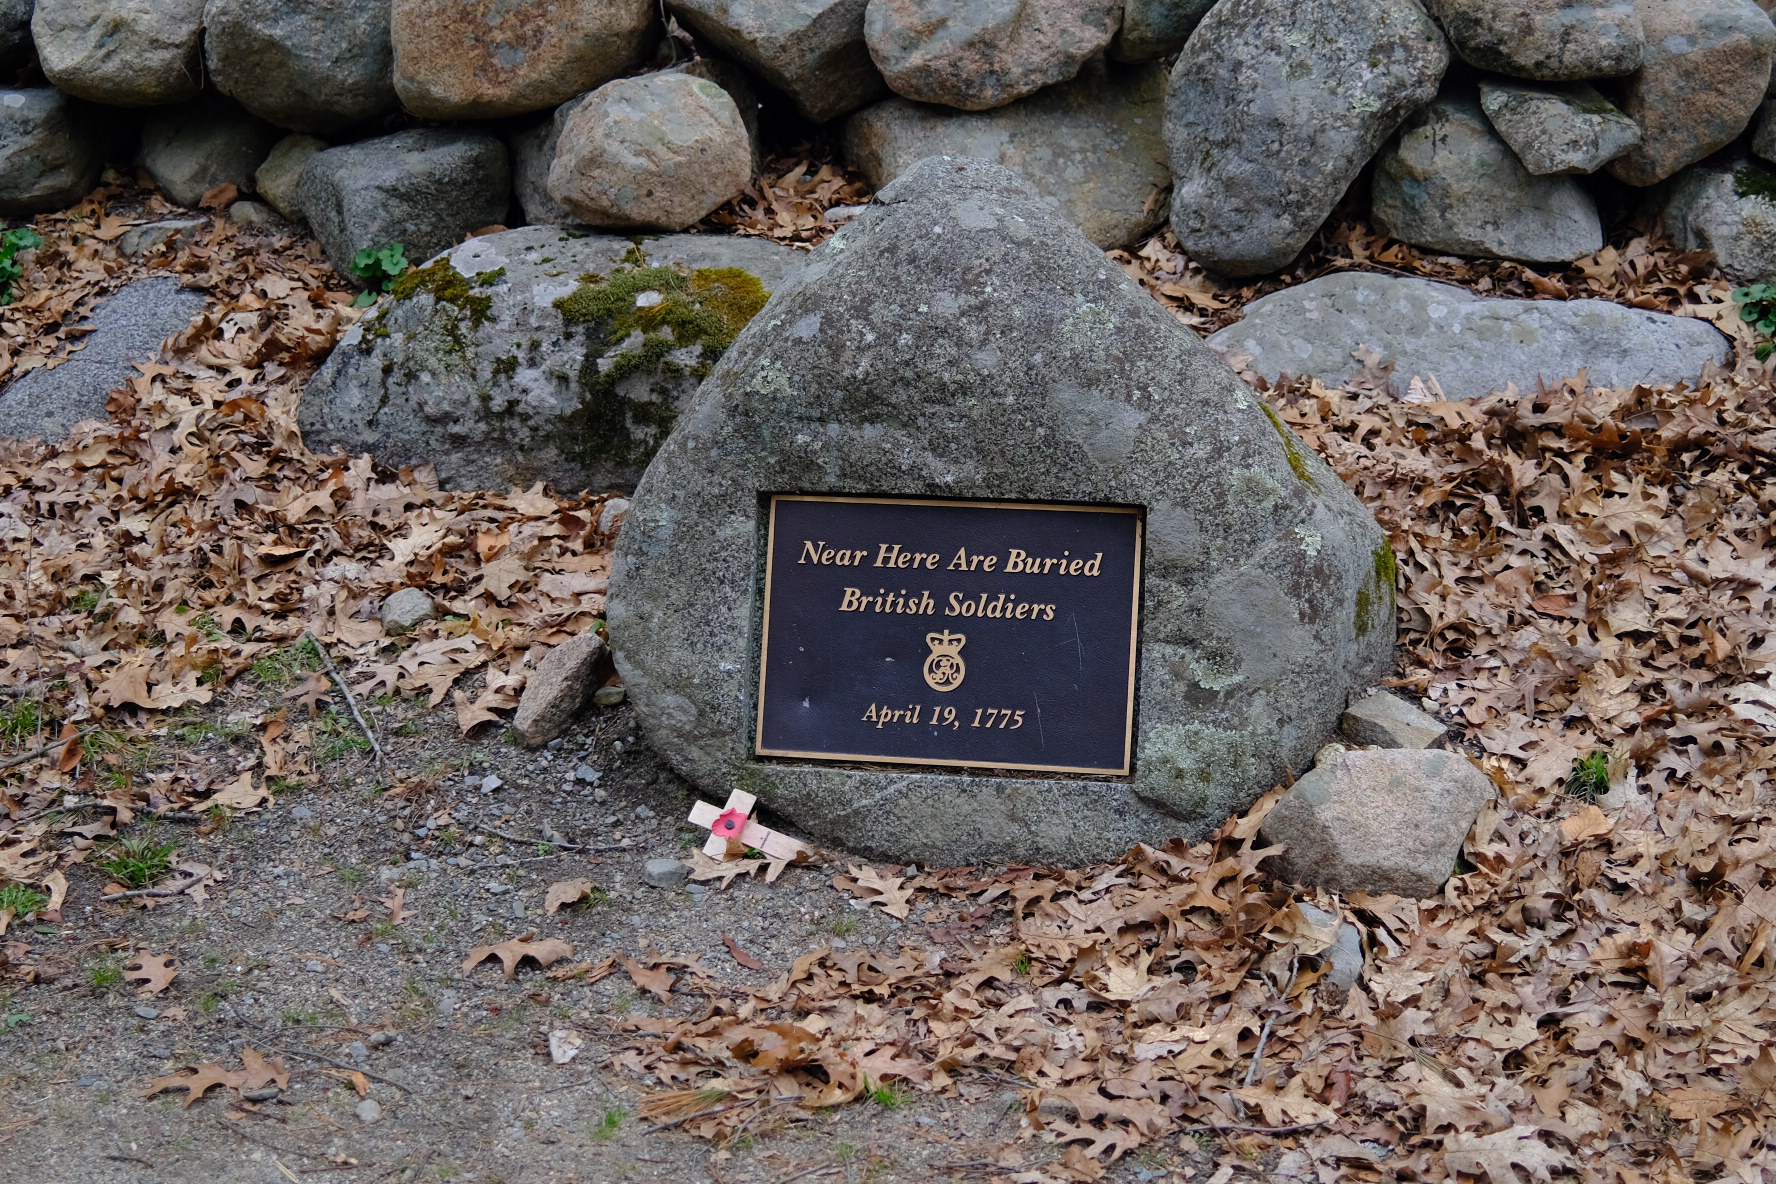 Near Here Are Buried
British Soldiers
April 19, 1775